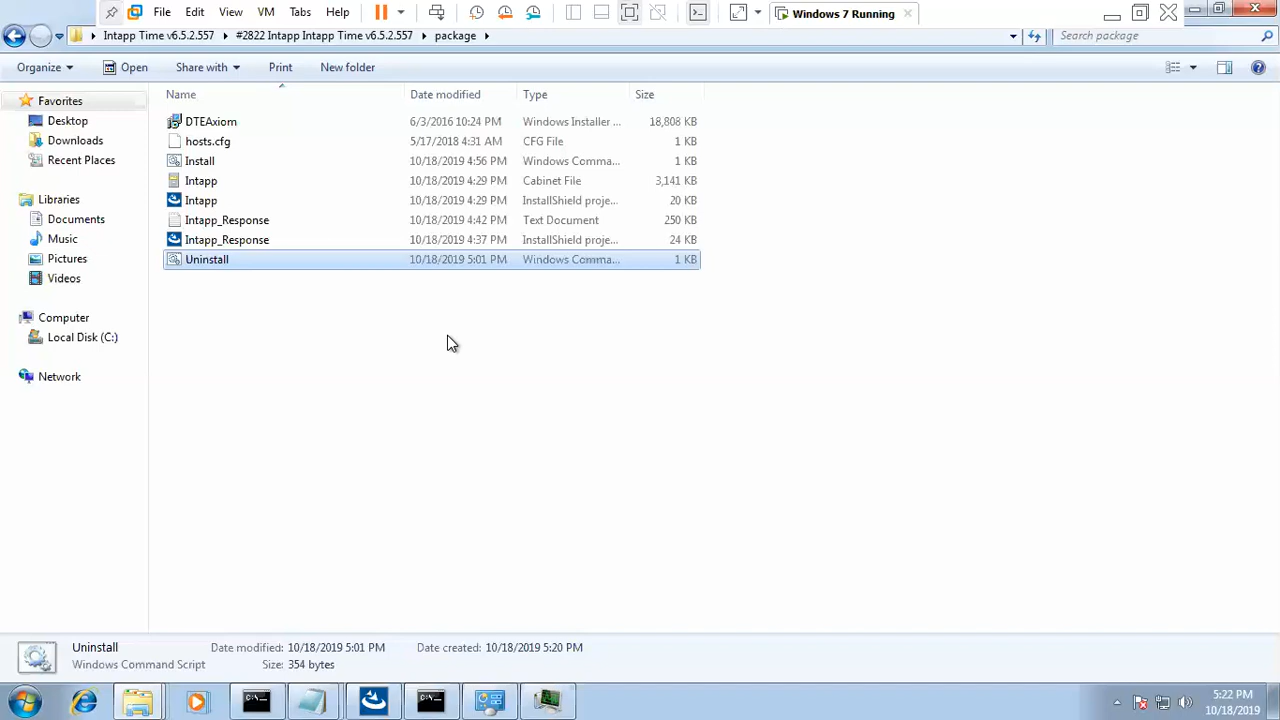 File Edit View VM Tabs Help Windows 7 Running
Intapp Time v6.5.2.557 #2822 Intapp Intapp Time v6.5.2.557 package Search package
Organize Open Share with Print New folder
Name Date modified Type Size
Favorites
Desktop
Downloads
Recent Places
Libraries
Documents
Music
Pictures
Videos
Computer
Local Disk (C:)
Network
DTEAxiom 6/3/2016 10:24 PM Windows Installer ... 18,808 KB
hosts.cfg 5/17/2018 4:31 AM CFG File 1 KB
Install 10/18/2019 4:56 PM Windows Comma... 1 KB
Intapp 10/18/2019 4:29 PM Cabinet File 3,141 KB
Intapp 10/18/2019 4:29 PM InstallShield proje... 20 KB
Intapp_Response 10/18/2019 4:42 PM Text Document 250 KB
Intapp_Response 10/18/2019 4:37 PM InstallShield proje... 24 KB
Uninstall 10/18/2019 5:01 PM Windows Comma... 1 KB
Uninstall Date modified: 10/18/2019 5:01 PM Date created: 10/18/2019 5:20 PM
Windows Command Script Size: 354 bytes
5:22 PM
10/18/2019